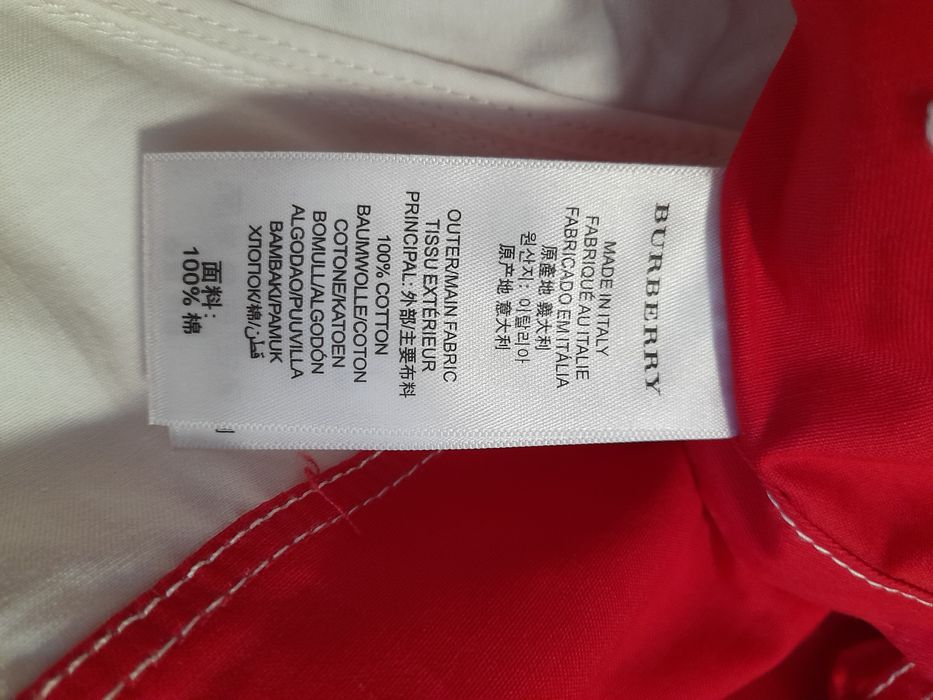 BURBERRY
MADE IN ITALY
FABRIQUÉ AU ITALIE
FABRICADO EM ITÁLIA
原產地 義大利
원산지: 이탈리아
原产地 意大利
OUTER/MAIN FABRIC
TISSU EXTÉRIEUR
PRINCIPAL: 外部/主要布料
100% COTTON
BAUMWOLLE/COTON
COTONE/KATOEN
BOMULL/ALGODÓN
ALGODAO/PUUVILLA
BAMBAKI/PAMUK
ХЛОПОК/棉/قطن
面料:
100% 棉